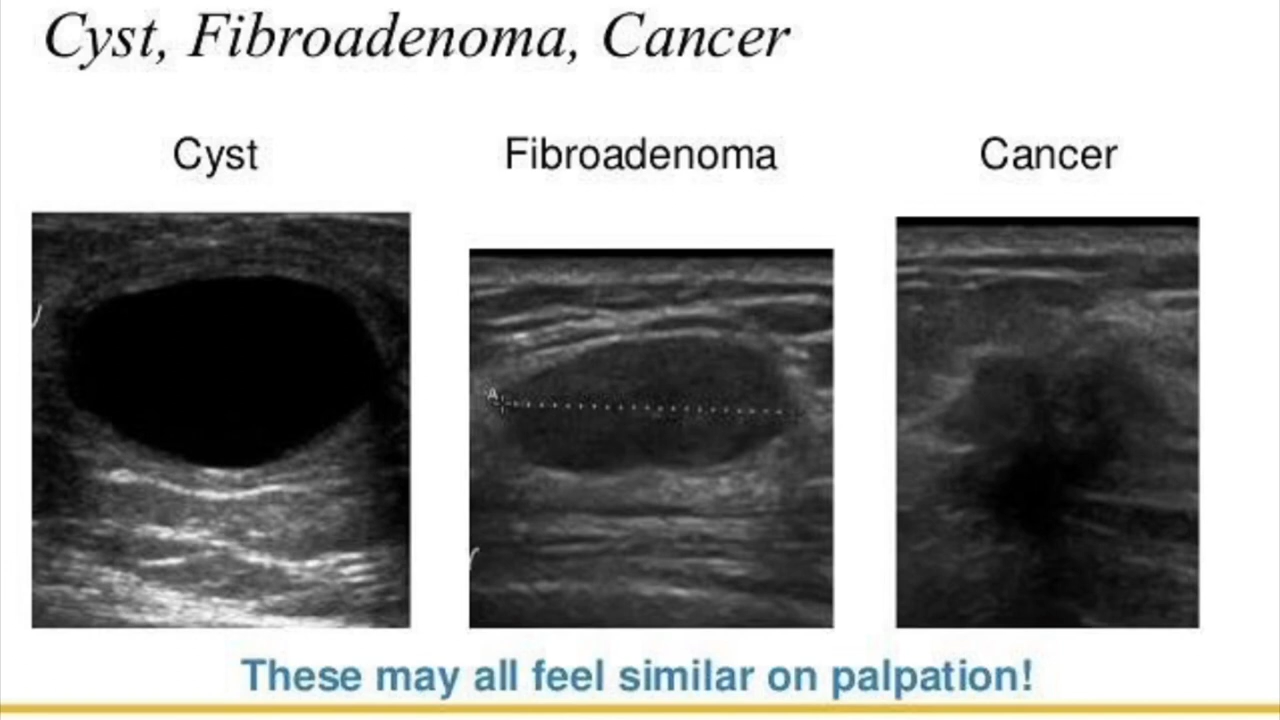 Cyst, Fibroadenoma, Cancer
Cyst Fibroadenoma Cancer
A
These may all feel similar on palpation!